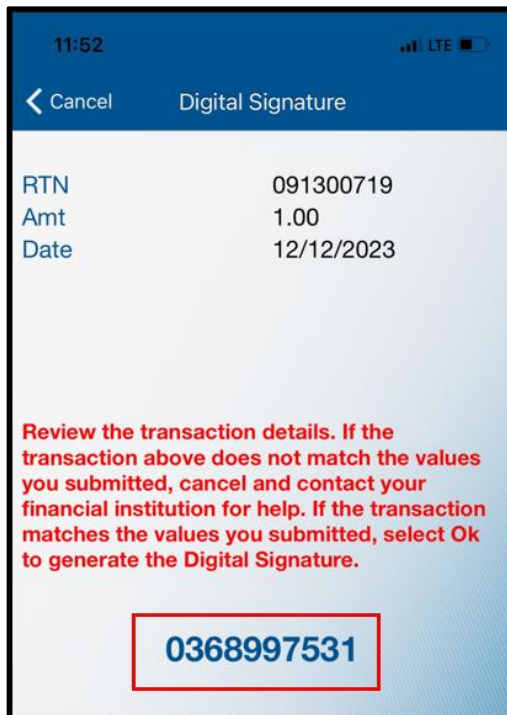 11:52 LTE
Cancel Digital Signature
RTN 091300719
Amt 1.00
Date 12/12/2023
Review the transaction details. If the
transaction above does not match the values
you submitted, cancel and contact your
financial institution for help. If the transaction
matches the values you submitted, select Ok
to generate the Digital Signature.
0368997531